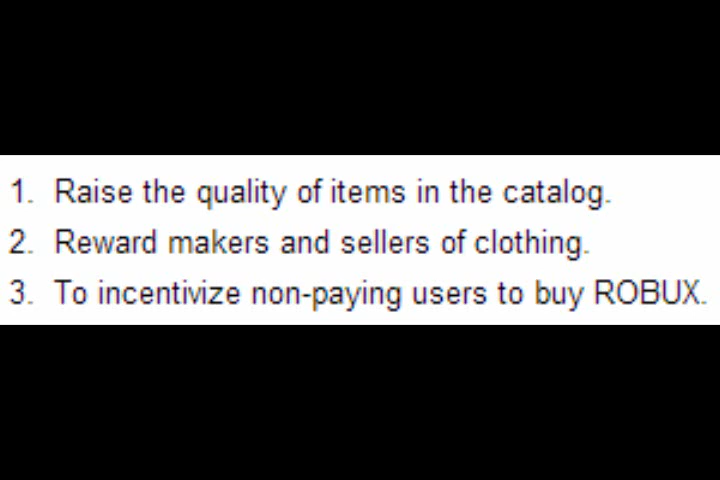 1. Raise the quality of items in the catalog.
2. Reward makers and sellers of clothing.
3. To incentivize non-paying users to buy ROBUX.